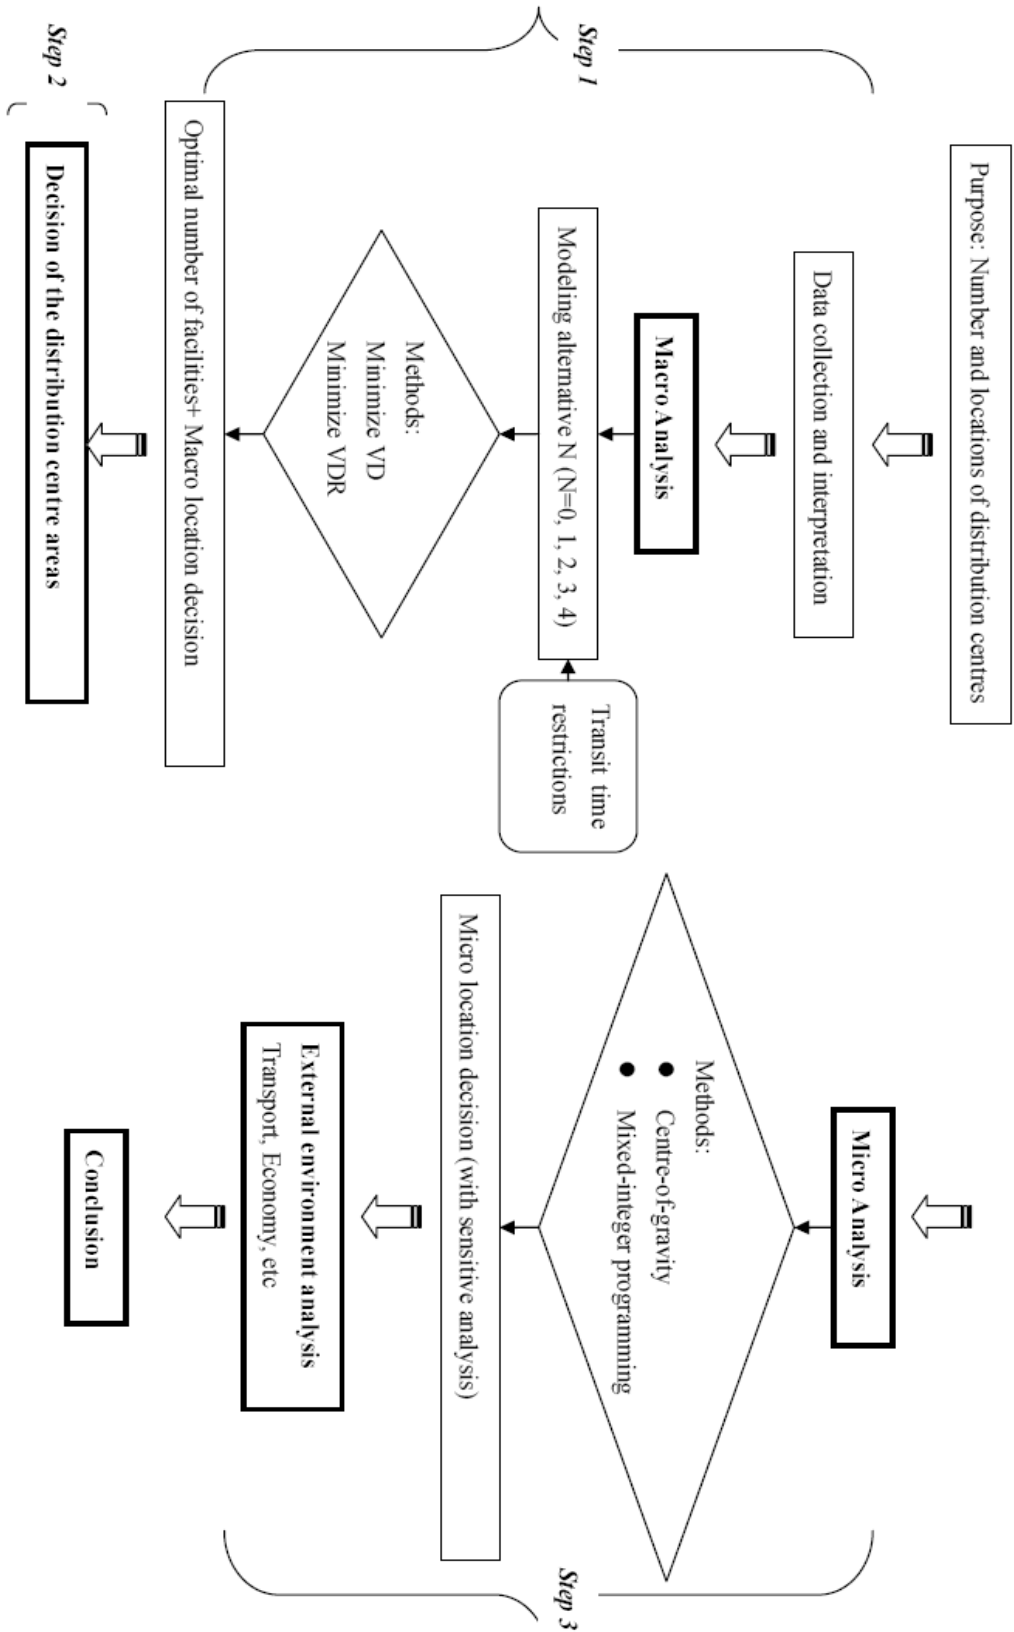 Purpose: Number and locations of distribution centres
Step 1
Data collection and interpretation
Macro Analysis
Modeling alternative N (N=0, 1, 2, 3, 4)
Transit time
restrictions
Methods:
Minimize VD
Minimize VDR
Optimal number of facilities+ Macro location decision
Step 2
Decision of the distribution centre areas
Micro Analysis
Methods:
● Centre-of-gravity
● Mixed-integer programming
Step 3
Micro location decision (with sensitive analysis)
External environment analysis
Transport, Economy, etc
Conclusion